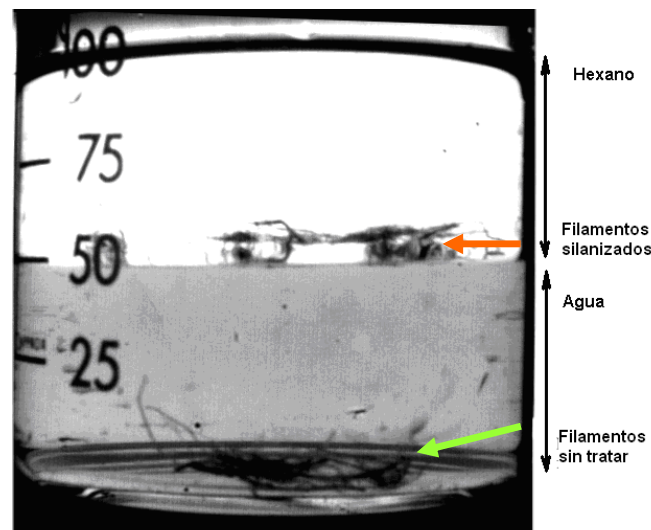 100
Hexano
75
Filamentos
silanizados
50
Agua
25
Filamentos
sin tratar